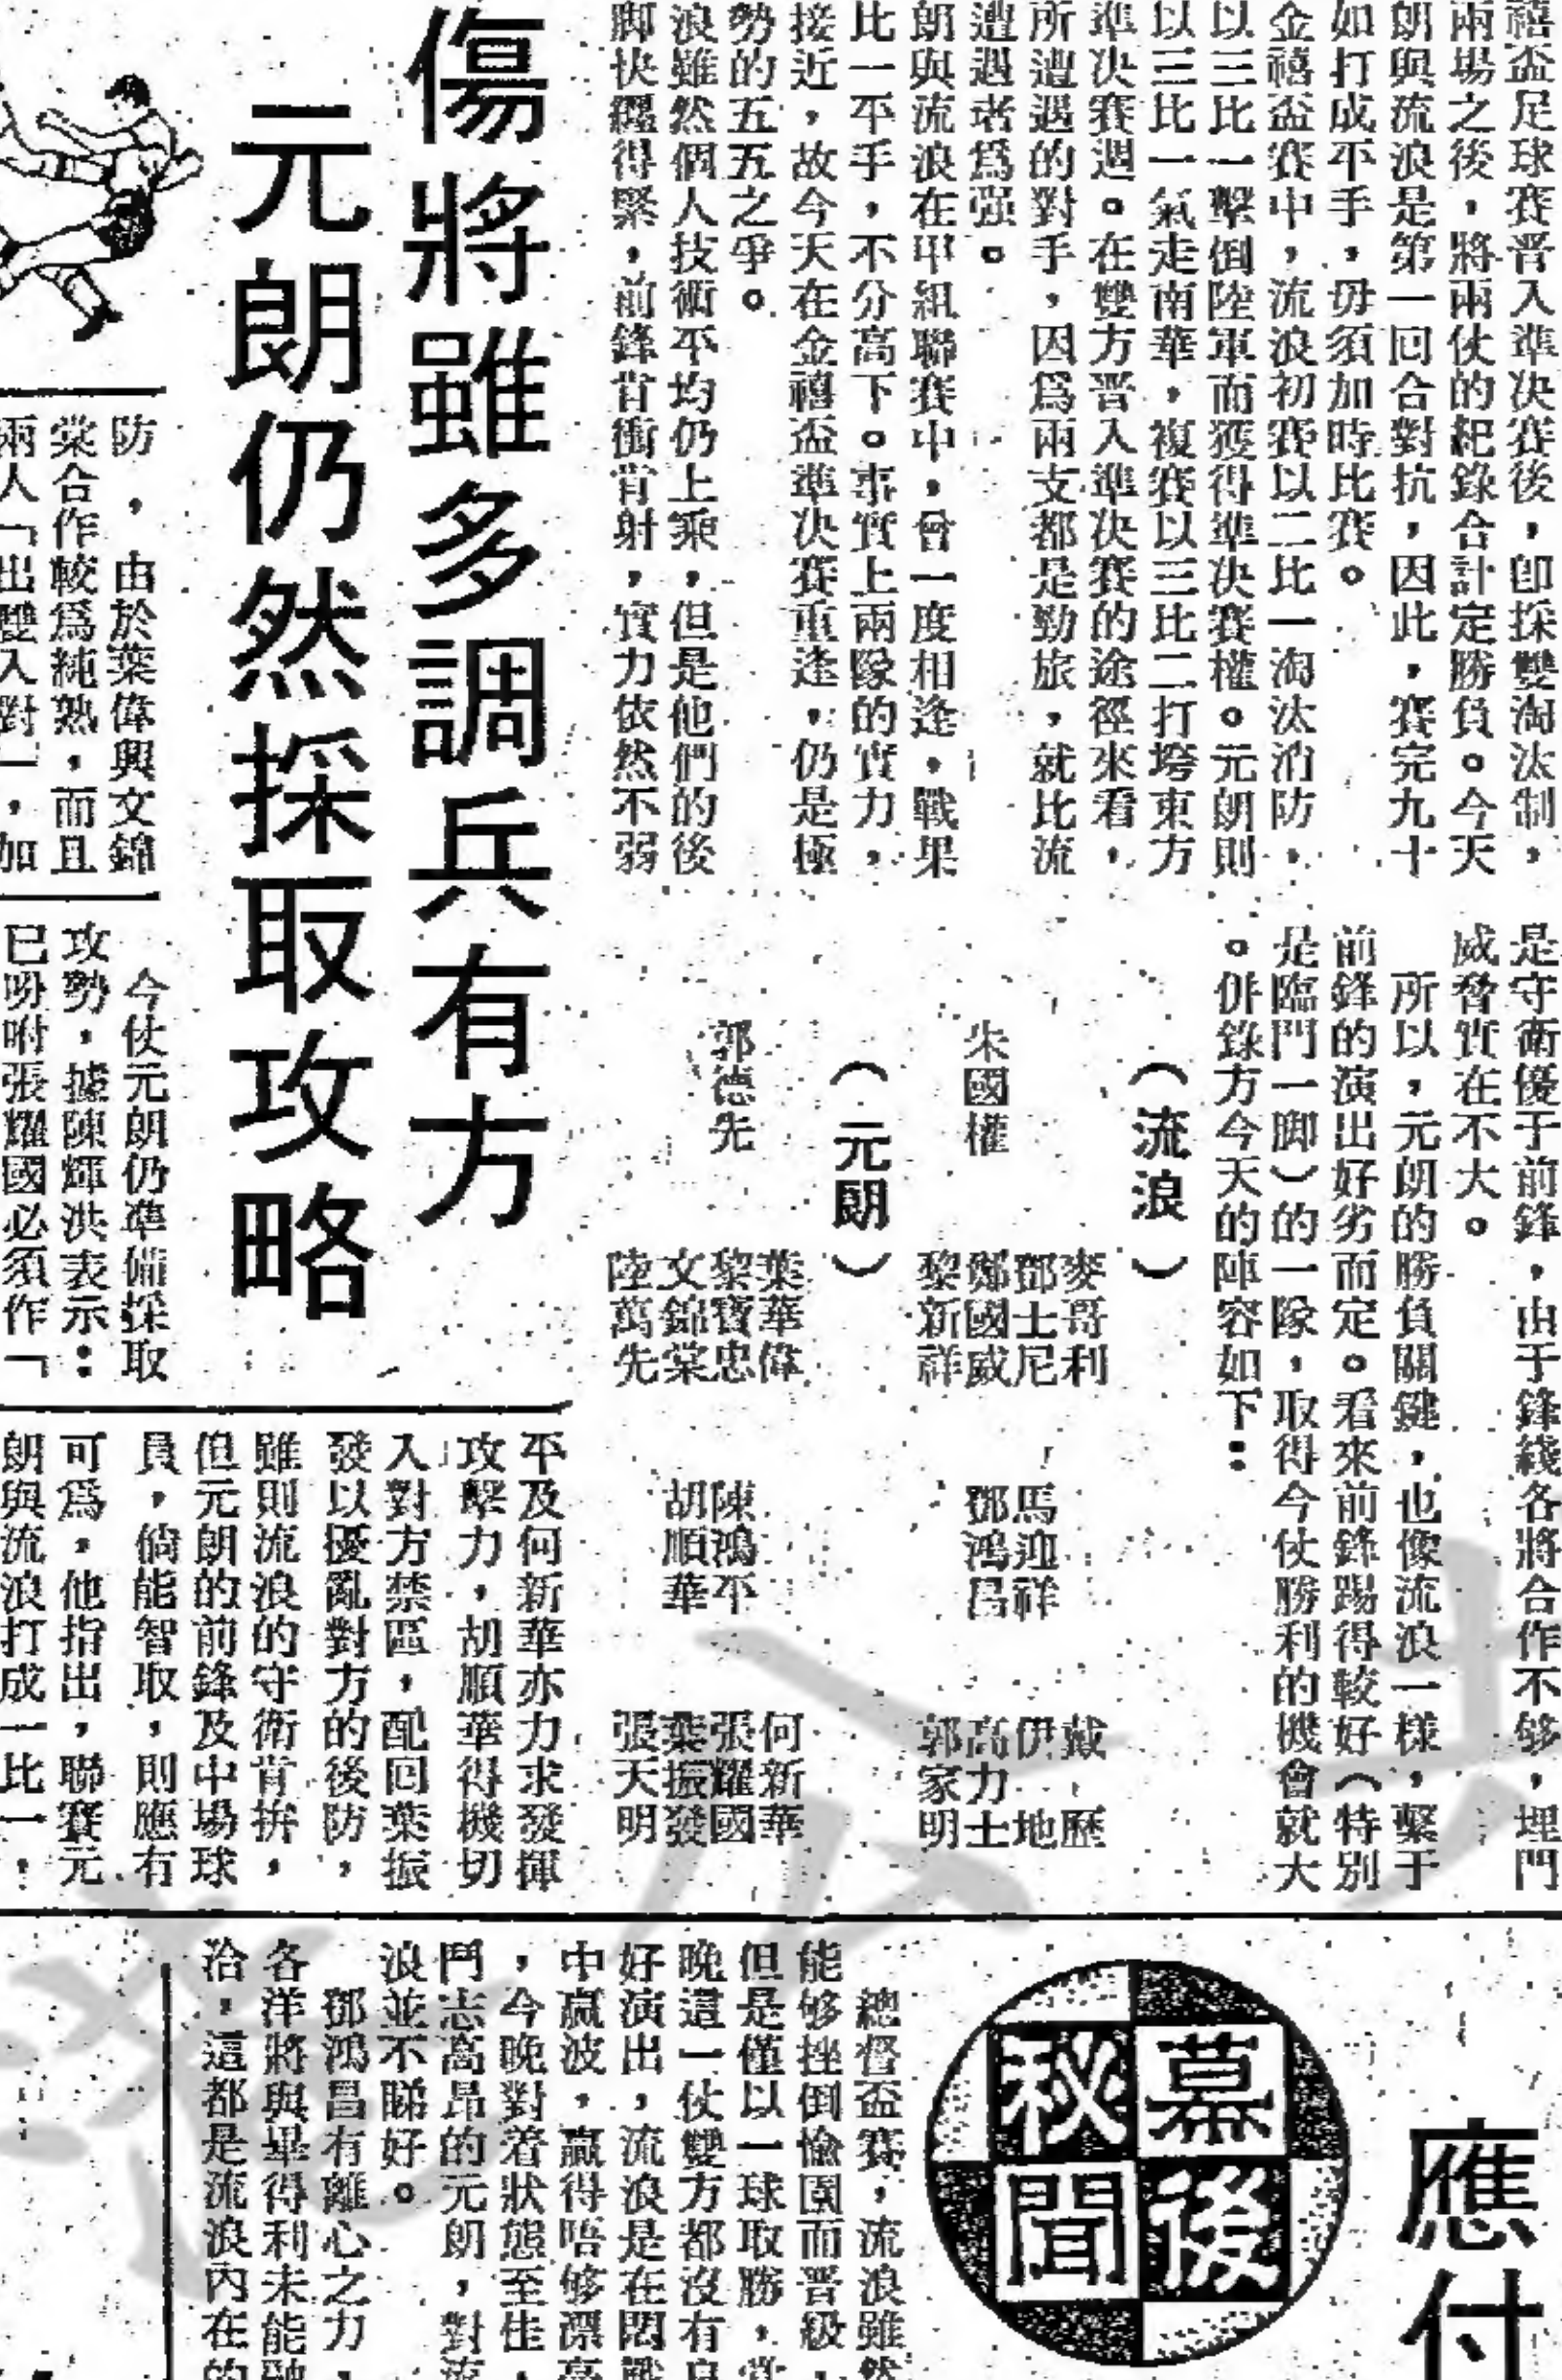 禧盃足球賽晋入準决賽後，卽採雙淘汰制，
兩場之後，將兩仗的紀錄合計定勝負。今天
朗與流浪是第一回合對抗，因此，賽完九十
如打成平手，毋須加時比賽。
金禧盃賽中，流浪初賽以二比一淘汰消防，
以三比一擊倒陸軍而獲得準决賽權。元朗則
以三比一氣走南華，複賽以三比二打垮東方
準决賽週。在雙方晋入準决賽的途徑來看，
所遭遇的對手，因爲兩支都是勁旅，就比流
遭遇者爲强。
朗與流浪在甲組聯賽中，曾一度相逢，戰果
比一平手，不分高下。事實上兩隊的實力，
接近，故今天在金禧盃準决賽重逢，仍是極
勢的五五之爭。
浪雖然個人技術平均仍上乘，但是他們的後
脚快纒得緊，前鋒肯衝肯射，實力依然不弱
是守衛優于前鋒，由于鋒綫各將合作不够，埋門
威脅實在不大。
所以，元朗的勝負關鍵，也像流浪一樣，繫于
前鋒的演出好劣而定。看來前鋒踢得較好（特別
是臨門一脚）的一隊，取得今仗勝利的機會就大
。併錄方今天的陣容如下：
（流浪）
麥哥利
鄧士尼　馬迎祥
朱國權　鄭國威　鄧鴻昌
黎新祥
戴歷
伊地
高力士
郭家明
（元朗）
葉華偉
郭德先　黎寶忠　陳鴻平
文錦棠　胡順華
陸萬先
何新華
張耀國
葉振發
張天明
傷將雖多調兵有方
元朗仍然採取攻略
防，由於葉偉興文錦
棠合作較爲純熟，而且
兩人「出雙入對」，加
今仗元朗仍準備採取
攻勢，據陳輝洪表示：
已吩咐張耀國必須作「
平及何新華亦力求發揮
攻擊力，胡順華得機切
入對方禁區，配回葉振
發以擾亂對方的後防，
雖則流浪的守衛肯拚，
但元朗的前鋒及中場球
員，倘能智取，則應有
可爲，他指出，聯賽元
朗與流浪打成一比一，
應付
幕後
秘聞
總督盃賽，流浪雖然
能够挫倒愉園而晋級，
但是僅以一球取勝，
晚這一仗雙方都沒有
好演出，流浪是在悶戰
中贏波，贏得唔够漂亮
，今晚對着狀態至佳，
鬥志高昂的元朗，對流
浪並不睇好。
鄧鴻昌有離心之力，
各洋將與畢得利未能融
洽，這都是流浪內在的